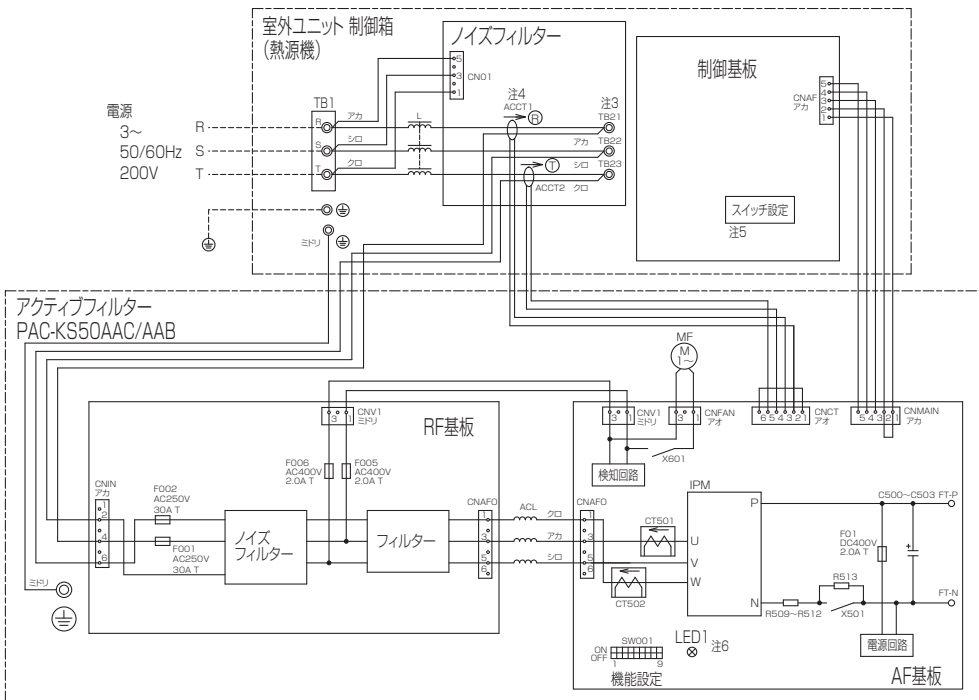 室外ユニット 制御箱
(熱源機)
ノイズフィルター
5
3
1
CN01
制御基板
CNAF
アカ
5
4
3
2
1
スイッチ設定
注5
電源
3~
50/60Hz
200V
R
S
T
TB1
R
S
T
アカ
シロ
クロ
L
注4
ACCT1
R
注3
TB21
アカ
TB22
シロ
TB23
T
ACCT2
クロ
ミドリ
アクティブフィルター
PAC-KS50AAC/AAB
RF基板
CNV1
ミドリ
3 1
F006
AC400V
2.0A T
F005
AC400V
2.0A T
CNIN
アカ
1
2
4
6
F002
AC250V
30A T
F001
AC250V
30A T
ノイズ
フィルター
フィルター
CNAFO
1
3
5
6
ミドリ
ACL
クロ
アカ
シロ
MF
M
1~
CNV1
ミドリ
3 1
CNFAN
アオ
3 1
CNCT
アオ
6 5 4 3 2 1
CNMAIN
アカ
5 4 3 2 1
X601
検知回路
CNAFO
1
3
5
6
CT501
CT502
IPM
P
U
V
W
N
C500~C503
FT-P
F01
DC400V
2.0A T
R513
FT-N
R509~R512
X501
電源回路
SW001
ON
OFF
1 9
機能設定
LED1
注6
AF基板